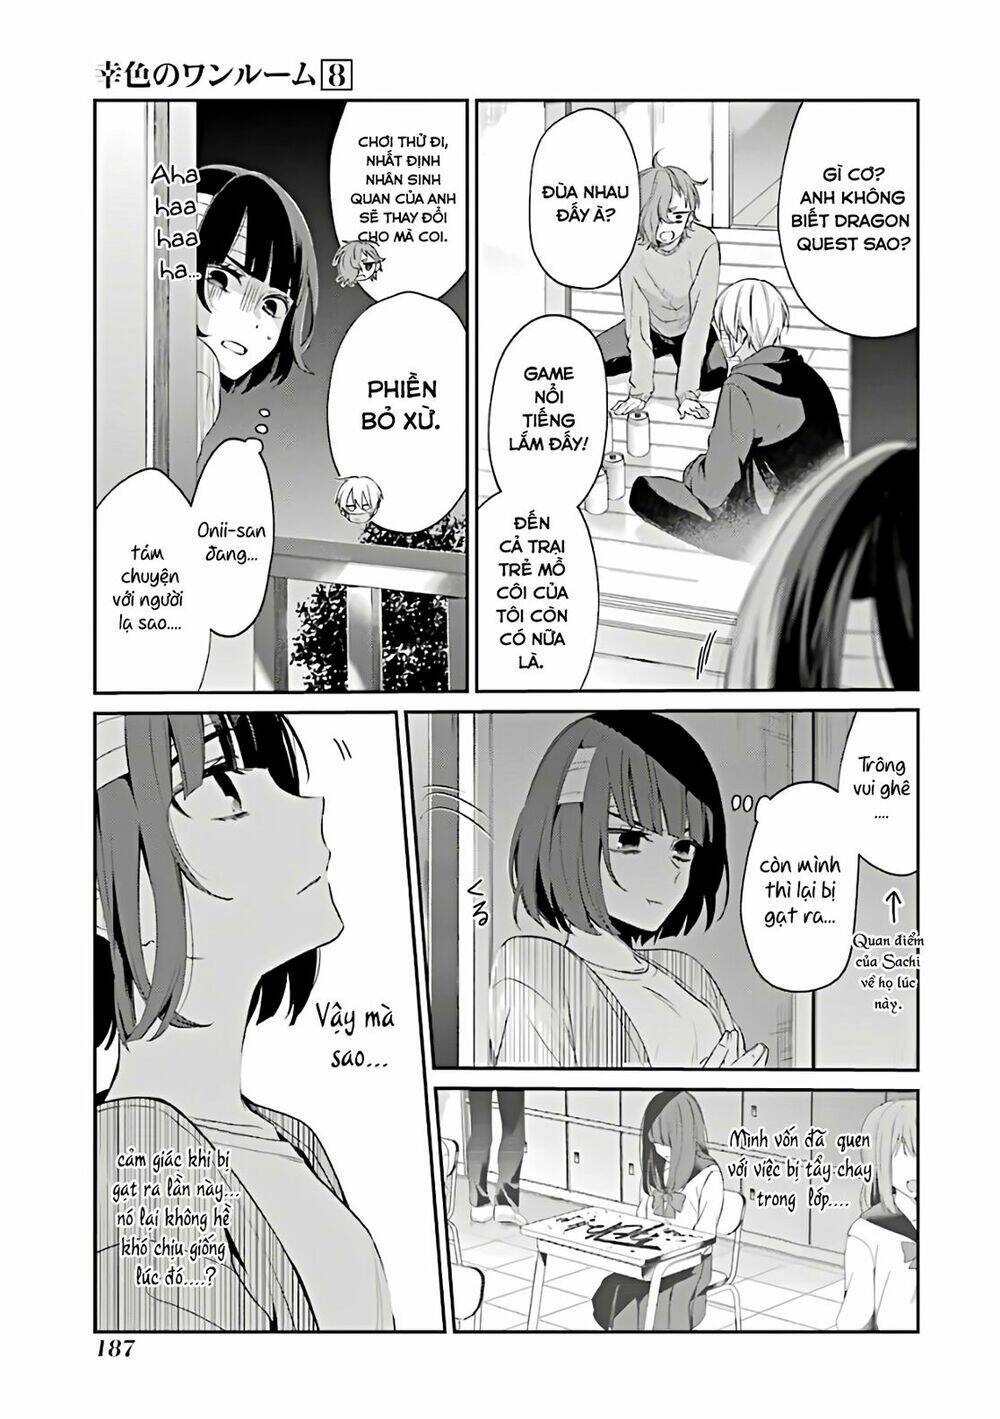 幸色のワンルーム 8
GÌ CƠ?
ANH KHÔNG
BIẾT DRAGON
QUEST SAO?
ĐÙA NHAU
ĐẤY À?
GAME
NỔI
TIẾNG
LẮM ĐẤY!
ĐẾN
CẢ TRẠI
TRẺ MỒ
CÔI CỦA
TÔI CÒN
CÓ NỮA
LÀ.
CHƠI THỬ ĐI,
NHẤT ĐỊNH
NHÂN SINH
QUAN CỦA ANH
SẼ THAY ĐỔI
CHO MÀ COI.
PHIỀN
BỎ XỪ.
Aha
haa
haa
ha...
Onii-san
đang...
tám
chuyện
với người
lạ sao....
Trông
vui ghê
....
còn mình
thì lại bị
gạt ra...
Quan điểm
của Sachi
về họ lúc
này.
くる
Mình vốn đã quen
với việc bị tẩy chay
trong lớp....
Vậy mà
sao....
cảm giác khi bị
gạt ra lần này...
nó lai không hề
khó chịu giống
lúc đó....?
187